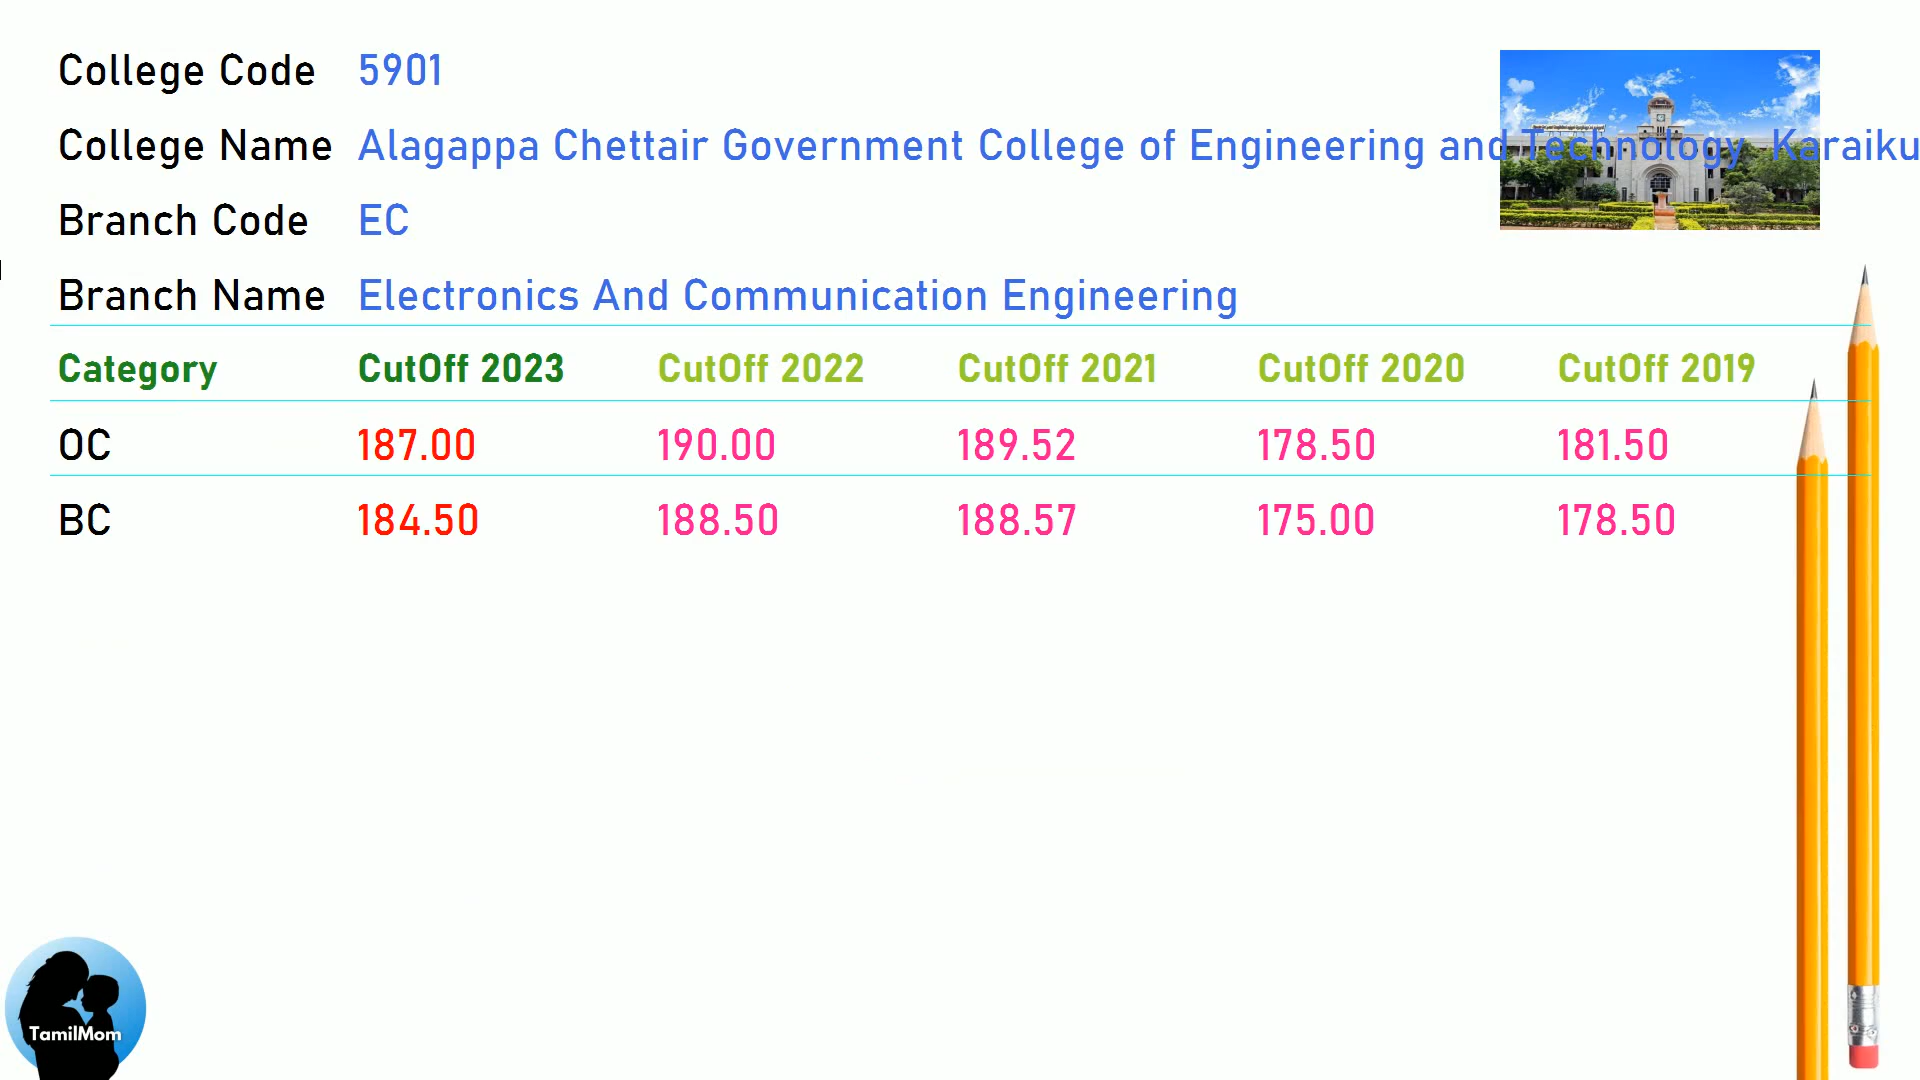 College Code 5901
College Name Alagappa Chettair Government College of Engineering and Technology Karaiku
Branch Code EC
Branch Name Electronics And Communication Engineering
Category CutOff 2023 CutOff 2022 CutOff 2021 CutOff 2020 CutOff 2019
OC 187.00 190.00 189.52 178.50 181.50
BC 184.50 188.50 188.57 175.00 178.50
TamilMom